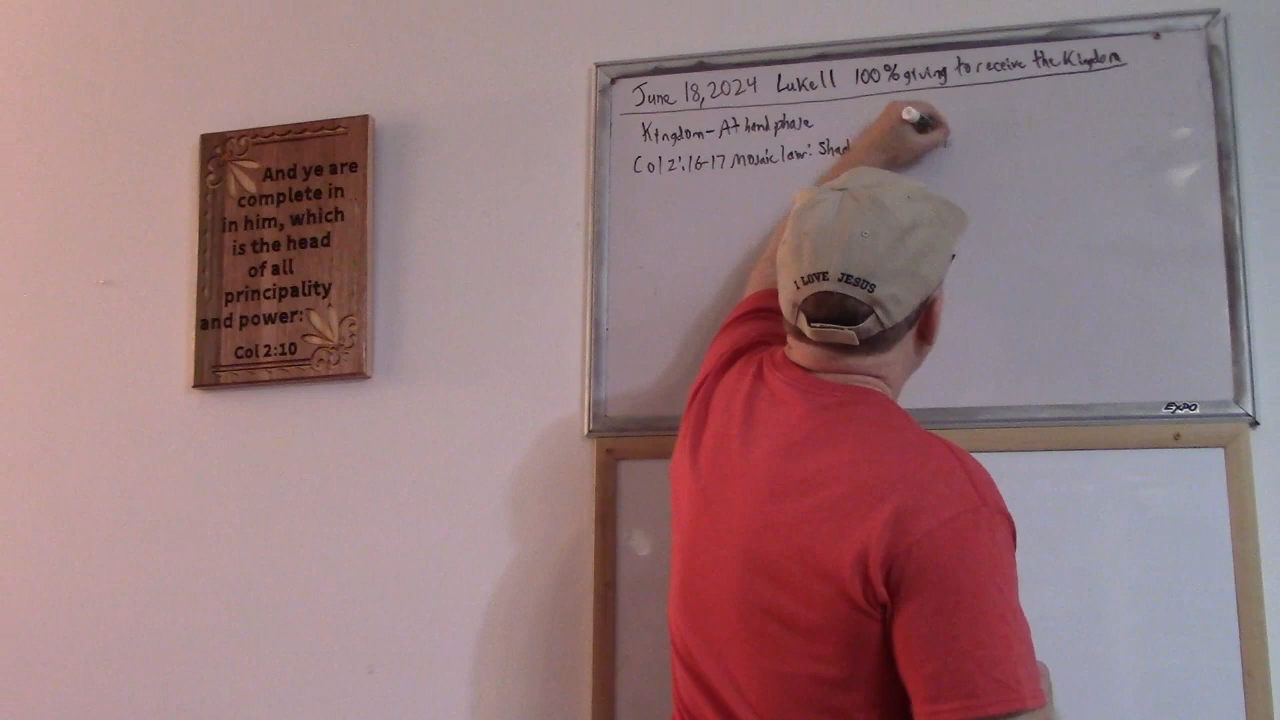 And ye are
complete in
in him, which
is the head
of all
principality
and power:
Col 2:10
June 18, 2024 Luke 11 100% giving to receive the Kingdom
Kingdom - At hand phase
Col 2:16-17 Mosaic law: Shad
I LOVE JESUS
EXPO